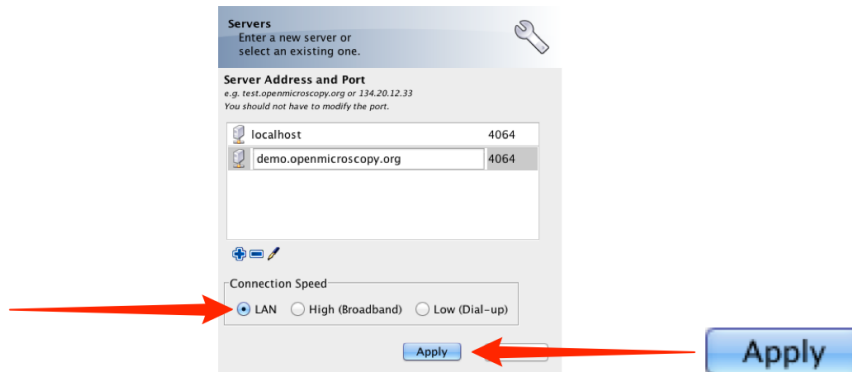 Servers
Enter a new server or
select an existing one.
Server Address and Port
e.g. test.openmicroscopy.org or 134.20.12.33
You should not have to modify the port.
localhost 4064
demo.openmicroscopy.org 4064
Connection Speed
LAN High (Broadband) Low (Dial-up)
Apply
Apply